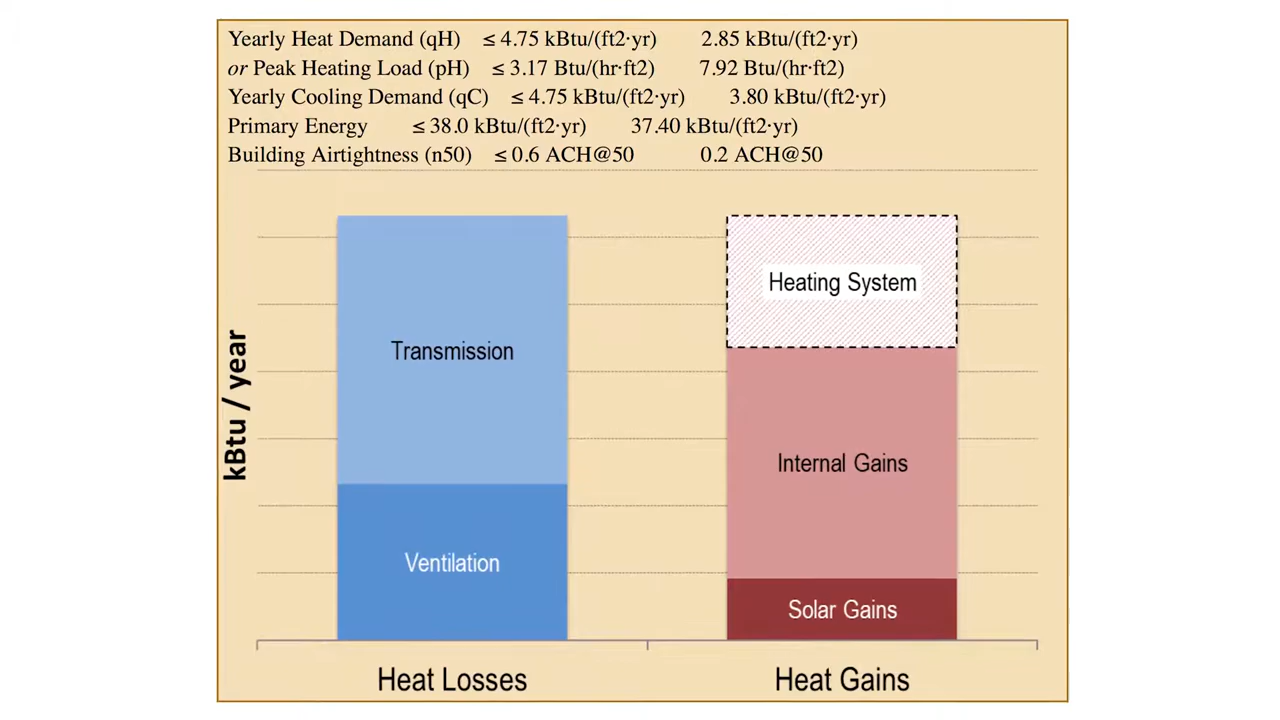 Yearly Heat Demand (qH) ≤ 4.75 kBtu/(ft2·yr) 2.85 kBtu/(ft2·yr)
or Peak Heating Load (pH) ≤ 3.17 Btu/(hr·ft2) 7.92 Btu/(hr·ft2)
Yearly Cooling Demand (qC) ≤ 4.75 kBtu/(ft2·yr) 3.80 kBtu/(ft2·yr)
Primary Energy ≤ 38.0 kBtu/(ft2·yr) 37.40 kBtu/(ft2·yr)
Building Airtightness (n50) ≤ 0.6 ACH@50 0.2 ACH@50
kBtu / year
Transmission
Ventilation
Heating System
Internal Gains
Solar Gains
Heat Losses
Heat Gains